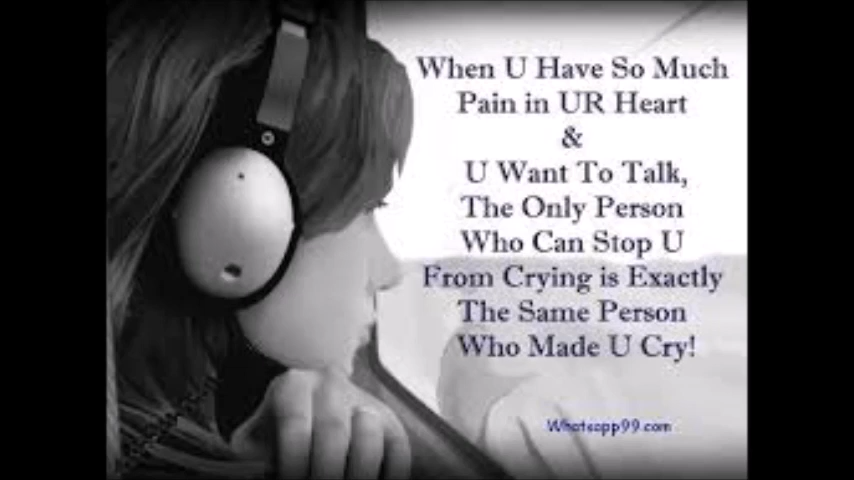 When U Have So Much
Pain in UR Heart
&
U Want To Talk,
The Only Person
Who Can Stop U
From Crying is Exactly
The Same Person
Who Made U Cry!
Whatsapp99.com